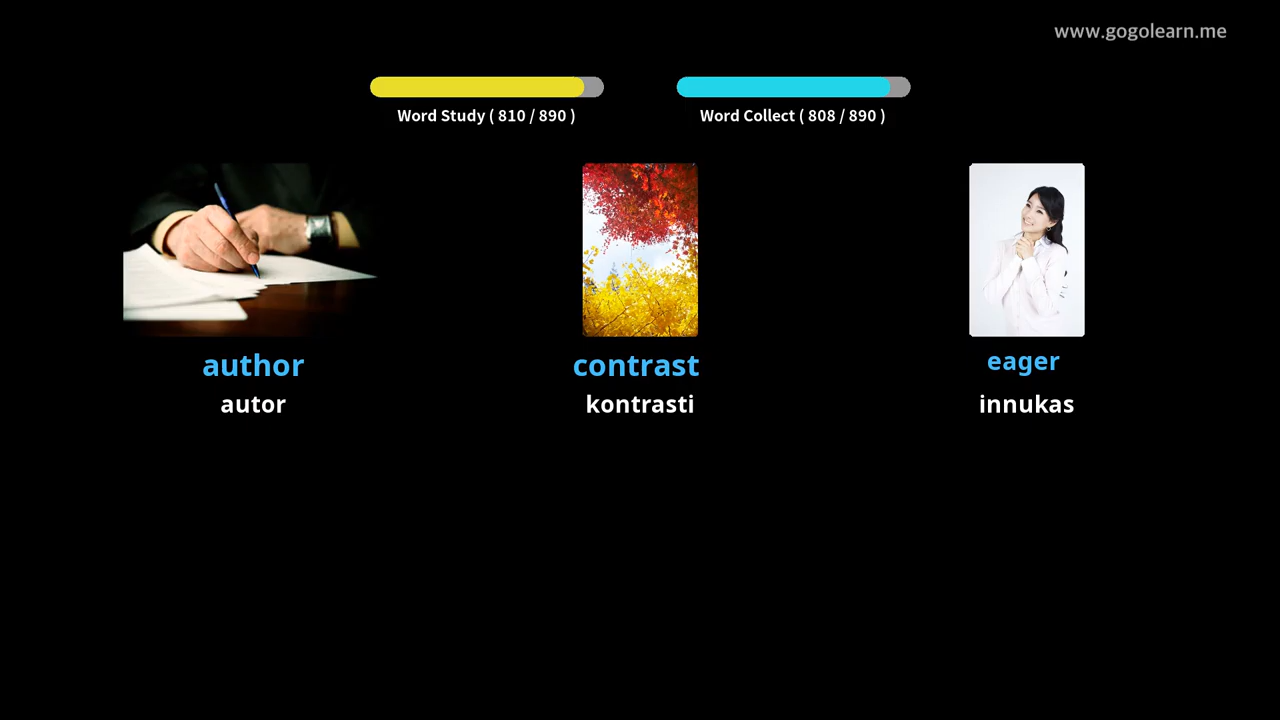 www.gogolearn.me
Word Study ( 810 / 890 )
Word Collect ( 808 / 890 )
author
autor
contrast
kontrasti
eager
innukas